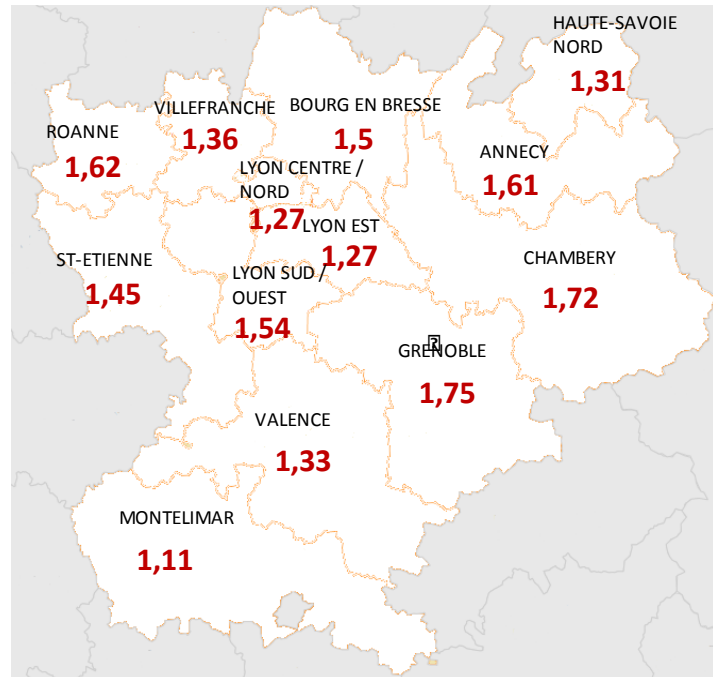 HAUTE-SAVOIE
NORD
1,31
VILLEFRANCHE
1,36
BOURG EN BRESSE
1,5
ROANNE
1,62
ANNECY
1,61
LYON CENTRE /
NORD
1,27
LYON EST
1,27
ST-ETIENNE
1,45
LYON SUD /
OUEST
1,54
CHAMBERY
1,72
GRENOBLE
1,75
VALENCE
1,33
MONTELIMAR
1,11